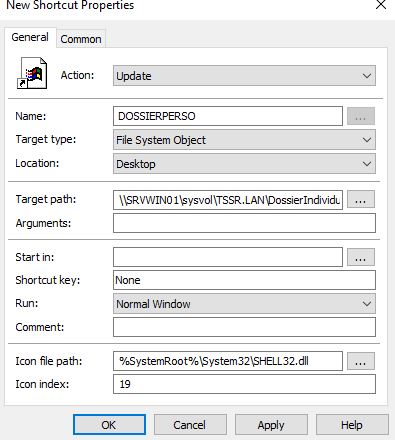 New Shortcut Properties
General Common
Action: Update
Name: DOSSIERPERSO ...
Target type: File System Object
Location: Desktop
Target path: \\SRVWIN01\sysvol\TSSR.LAN\DossierIndividu ...
Arguments:
Start in: ...
Shortcut key: None
Run: Normal Window
Comment:
Icon file path: %SystemRoot%\System32\SHELL32.dll ...
Icon index: 19
OK Cancel Apply Help